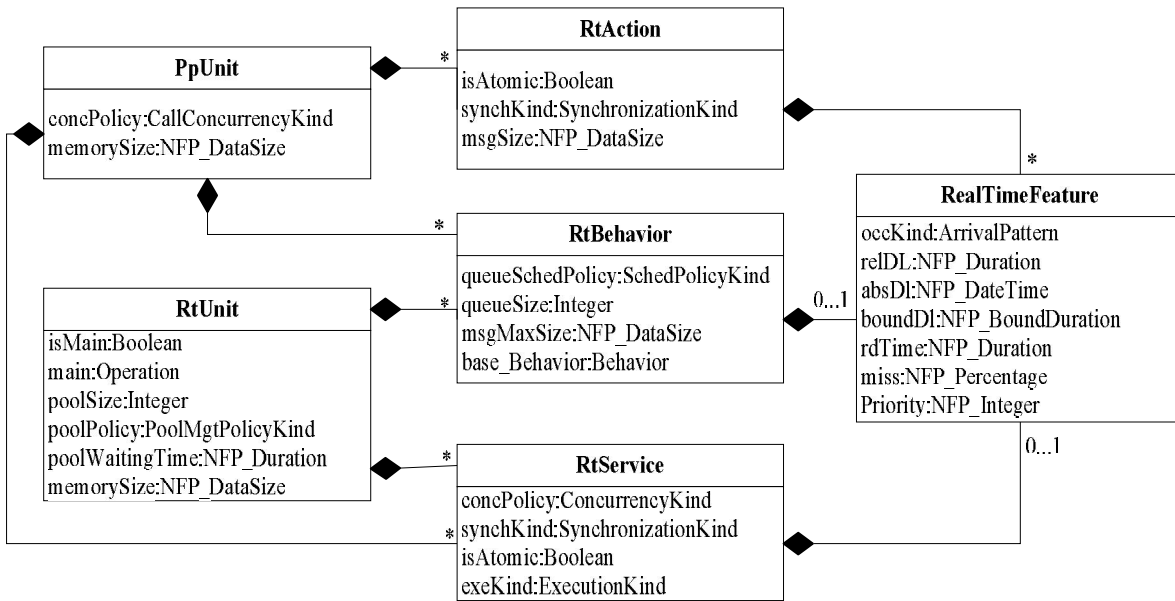 PpUnit
concPolicy:CallConcurrencyKind
memorySize:NFP_DataSize
*
RtAction
isAtomic:Boolean
synchKind:SynchronizationKind
msgSize:NFP_DataSize
*
RealTimeFeature
occKind:ArrivalPattern
relDL:NFP_Duration
absDl:NFP_DateTime
boundDl:NFP_BoundDuration
rdTime:NFP_Duration
miss:NFP_Percentage
Priority:NFP_Integer
*
RtBehavior
queueSchedPolicy:SchedPolicyKind
queueSize:Integer
msgMaxSize:NFP_DataSize
base_Behavior:Behavior
0...1
RtUnit
isMain:Boolean
main:Operation
poolSize:Integer
poolPolicy:PoolMgtPolicyKind
poolWaitingTime:NFP_Duration
memorySize:NFP_DataSize
*
*
*
RtService
concPolicy:ConcurrencyKind
synchKind:SynchronizationKind
isAtomic:Boolean
exeKind:ExecutionKind
0...1